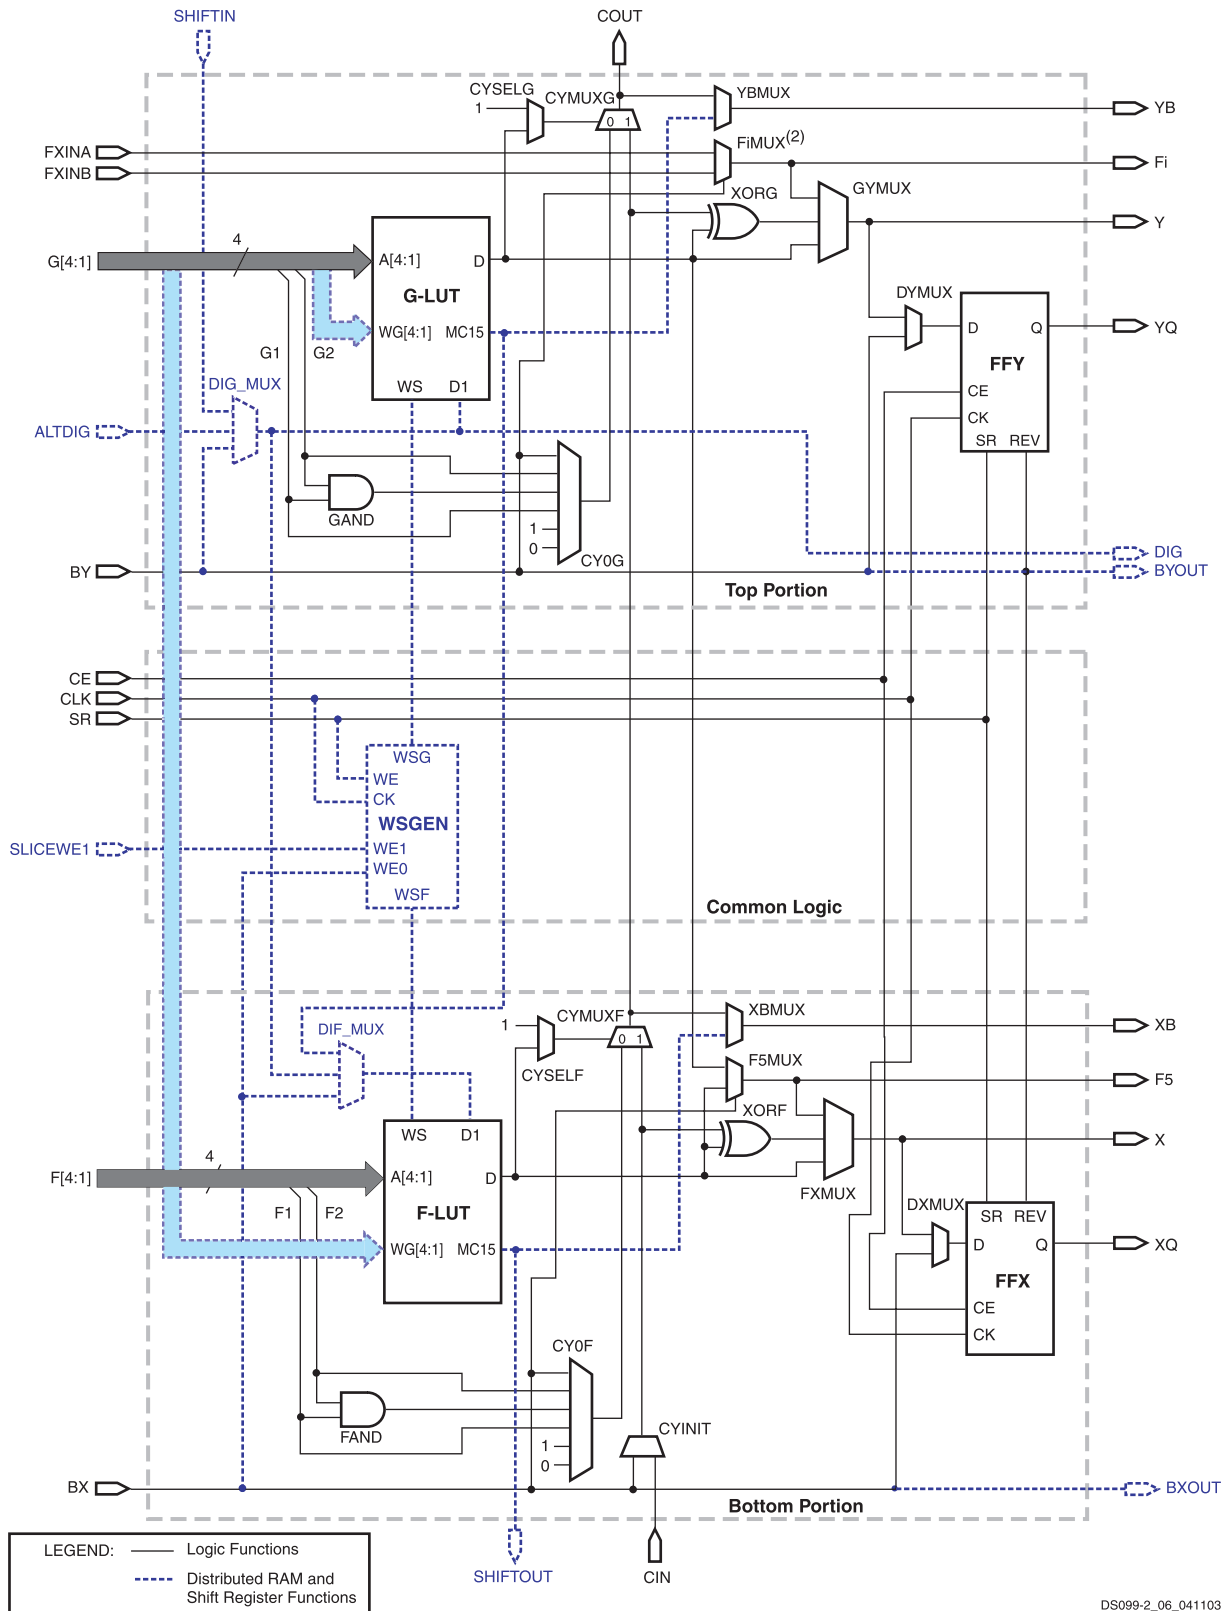 SHIFTIN
COUT
CYSELG
YBMUX
1
CYMUXG
0 1
YB
FiMUX(2)
FXINA
FXINB
Fi
XORG
GYMUX
Y
4
G[4:1]
A[4:1]
D
G-LUT
DYMUX
WG[4:1]
MC15
D
Q
YQ
G1
G2
FFY
DIG_MUX
WS
D1
CE
CK
ALTDIG
SR
REV
GAND
1
0
CY0G
DIG
BY
BYOUT
Top Portion
CE
CLK
SR
WSG
WE
CK
WSGEN
SLICEWE1
WE1
WE0
WSF
Common Logic
XBMUX
CYMUXF
1
DIF_MUX
0 1
XB
F5MUX
CYSELF
F5
XORF
WS
D1
X
4
F[4:1]
A[4:1]
D
FXMUX
F1
F2
F-LUT
DXMUX
SR
REV
WG[4:1]
MC15
D
Q
XQ
FFX
CE
CK
CY0F
FAND
1
0
CYINIT
BX
BXOUT
Bottom Portion
LEGEND:
Logic Functions
Distributed RAM and
Shift Register Functions
SHIFTOUT
CIN
DS099-2_06_041103